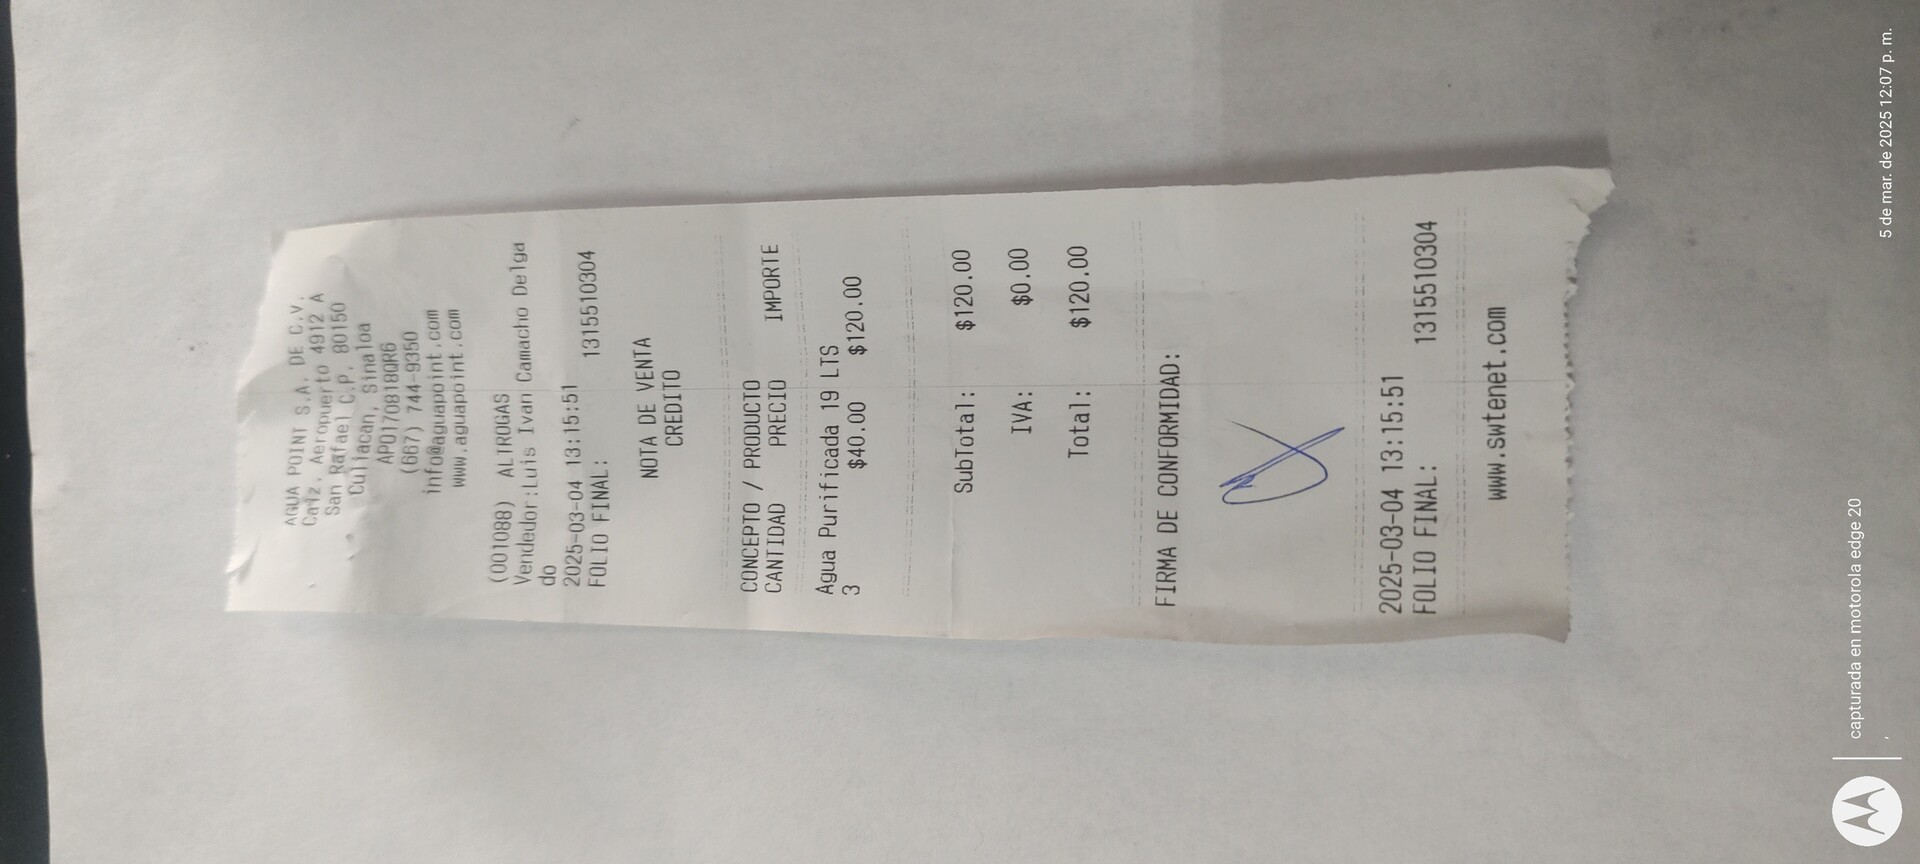 AGUA POINT S.A. DE C.V.
Carz. Aeropuerto 4912 A
San Rafael C.P. 80150
Culiacan, Sinaloa
APO170818QR6
(667) 744-9350
info@aguapoint.com
www.aguapoint.com
(001088) ALTROGAS
Vendedor:Luis Ivan Camacho Delga
do
2025-03-04 13:15:51
FOLIO FINAL: 1315510304
NOTA DE VENTA
CREDITO
CONCEPTO / PRODUCTO
CANTIDAD PRECIO IMPORTE
Agua Purificada 19 LTS
3 $40.00 $120.00
SubTotal: $120.00
IVA: $0.00
Total: $120.00
FIRMA DE CONFORMIDAD:
2025-03-04 13:15:51
FOLIO FINAL: 1315510304
www.swtenet.com
capturada en motorola edge 20
5 de mar. de 2025 12:07 p. m.